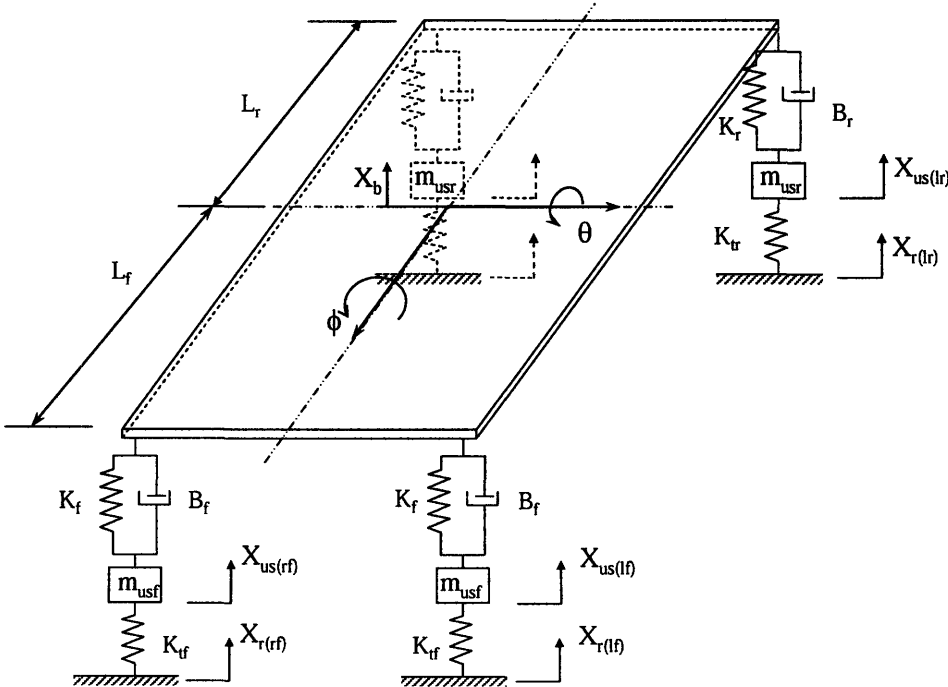 L_r
K_r
B_r
X_b
m_usr
m_usr
X_us(lr)
θ
K_tr
X_r(lr)
L_f
φ
K_f
B_f
K_f
B_f
m_usf
X_us(rf)
m_usf
X_us(lf)
K_tf
X_r(rf)
K_tf
X_r(lf)